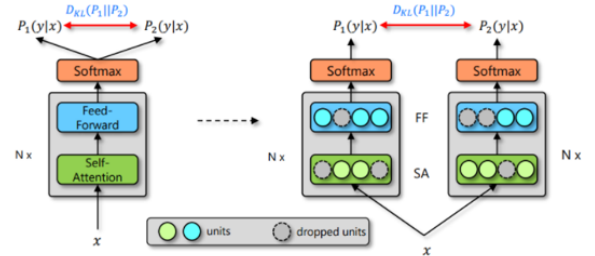 D_KL(P_1||P_2)
P_1(y|x) P_2(y|x)
Softmax
Feed-
Forward
N x
Self-
Attention
x
D_KL(P_1||P_2)
P_1(y|x) P_2(y|x)
Softmax Softmax
FF
N x SA N x
x
units dropped units